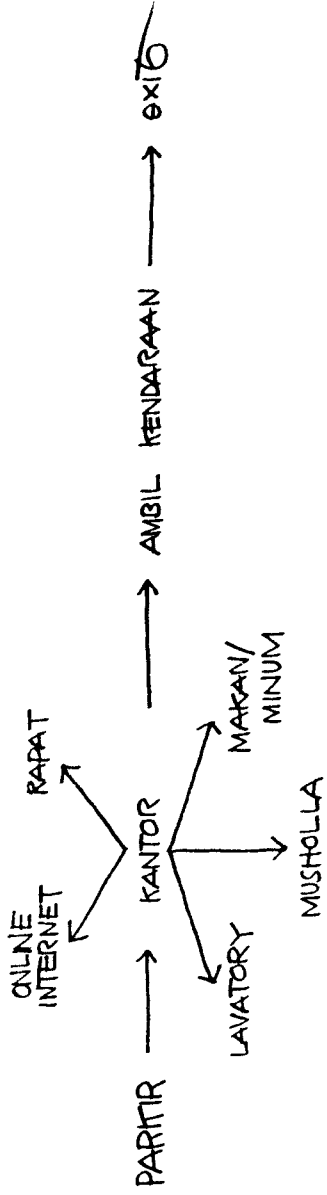 ONLINE
INTERNET
RAPAT
PARKIR
KANTOR
AMBIL KENDARAAN
exit
LAVATORY
MUSHOLLA
MAKAN/
MINUM